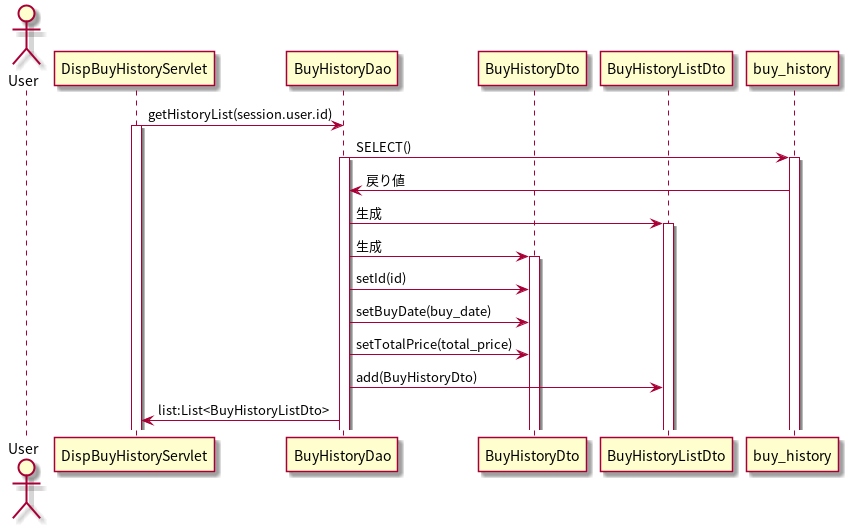 User
DispBuyHistoryServlet
BuyHistoryDao
BuyHistoryDto
BuyHistoryListDto
buy_history
getHistoryList(session.user.id)
SELECT()
戻り値
生成
生成
setId(id)
setBuyDate(buy_date)
setTotalPrice(total_price)
add(BuyHistoryDto)
list:List<BuyHistoryListDto>
User
DispBuyHistoryServlet
BuyHistoryDao
BuyHistoryDto
BuyHistoryListDto
buy_history